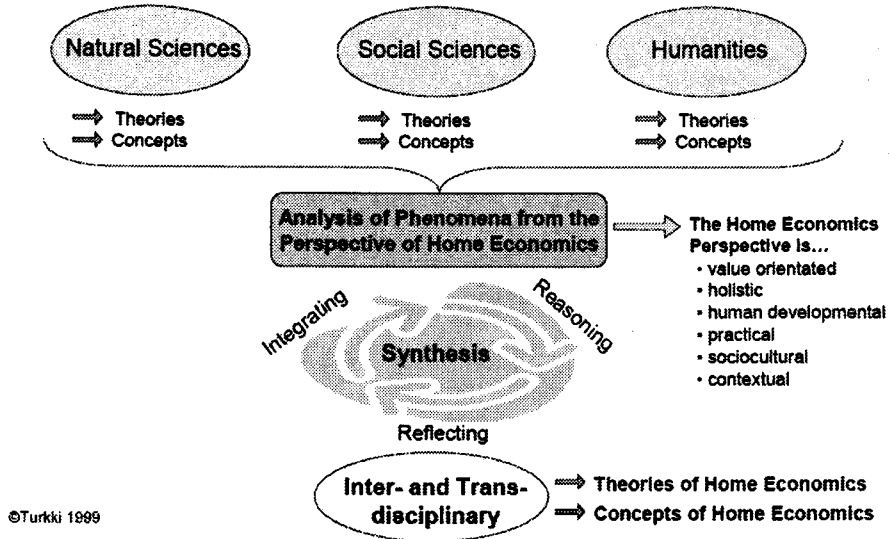 Natural Sciences
Social Sciences
Humanities
Theories
Concepts
Theories
Concepts
Theories
Concepts
Analysis of Phenomena from the
Perspective of Home Economics
The Home Economics
Perspective is...
• value orientated
• holistic
• human developmental
• practical
• sociocultural
• contextual
Integrating
Reasoning
Synthesis
Reflecting
Inter- and Trans-
disciplinary
Theories of Home Economics
Concepts of Home Economics
©Turkki 1999